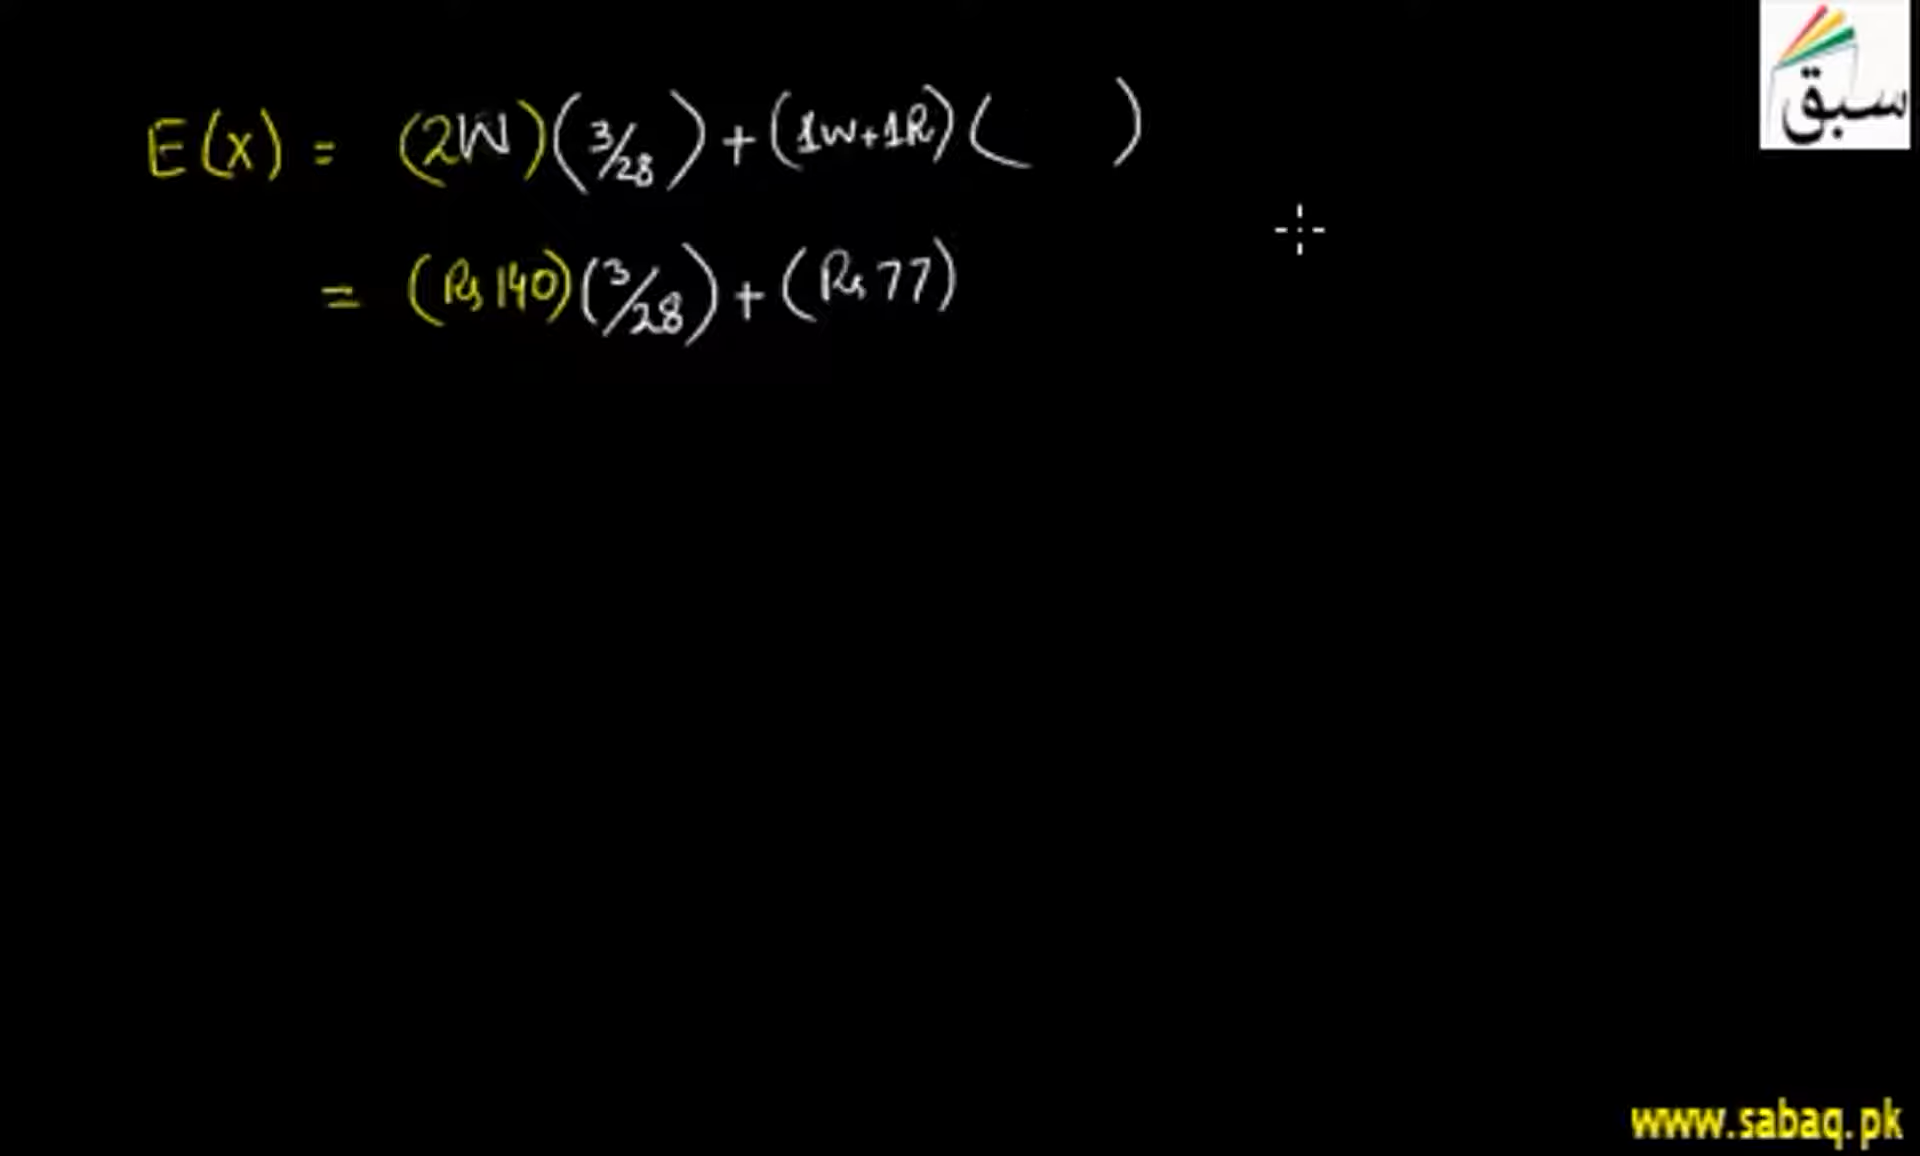 سبق
E(x) = (2W)(3/28) + (1W+1R)( )
= (Rs 140)(3/28) + (Rs 77)
www.sabaq.pk